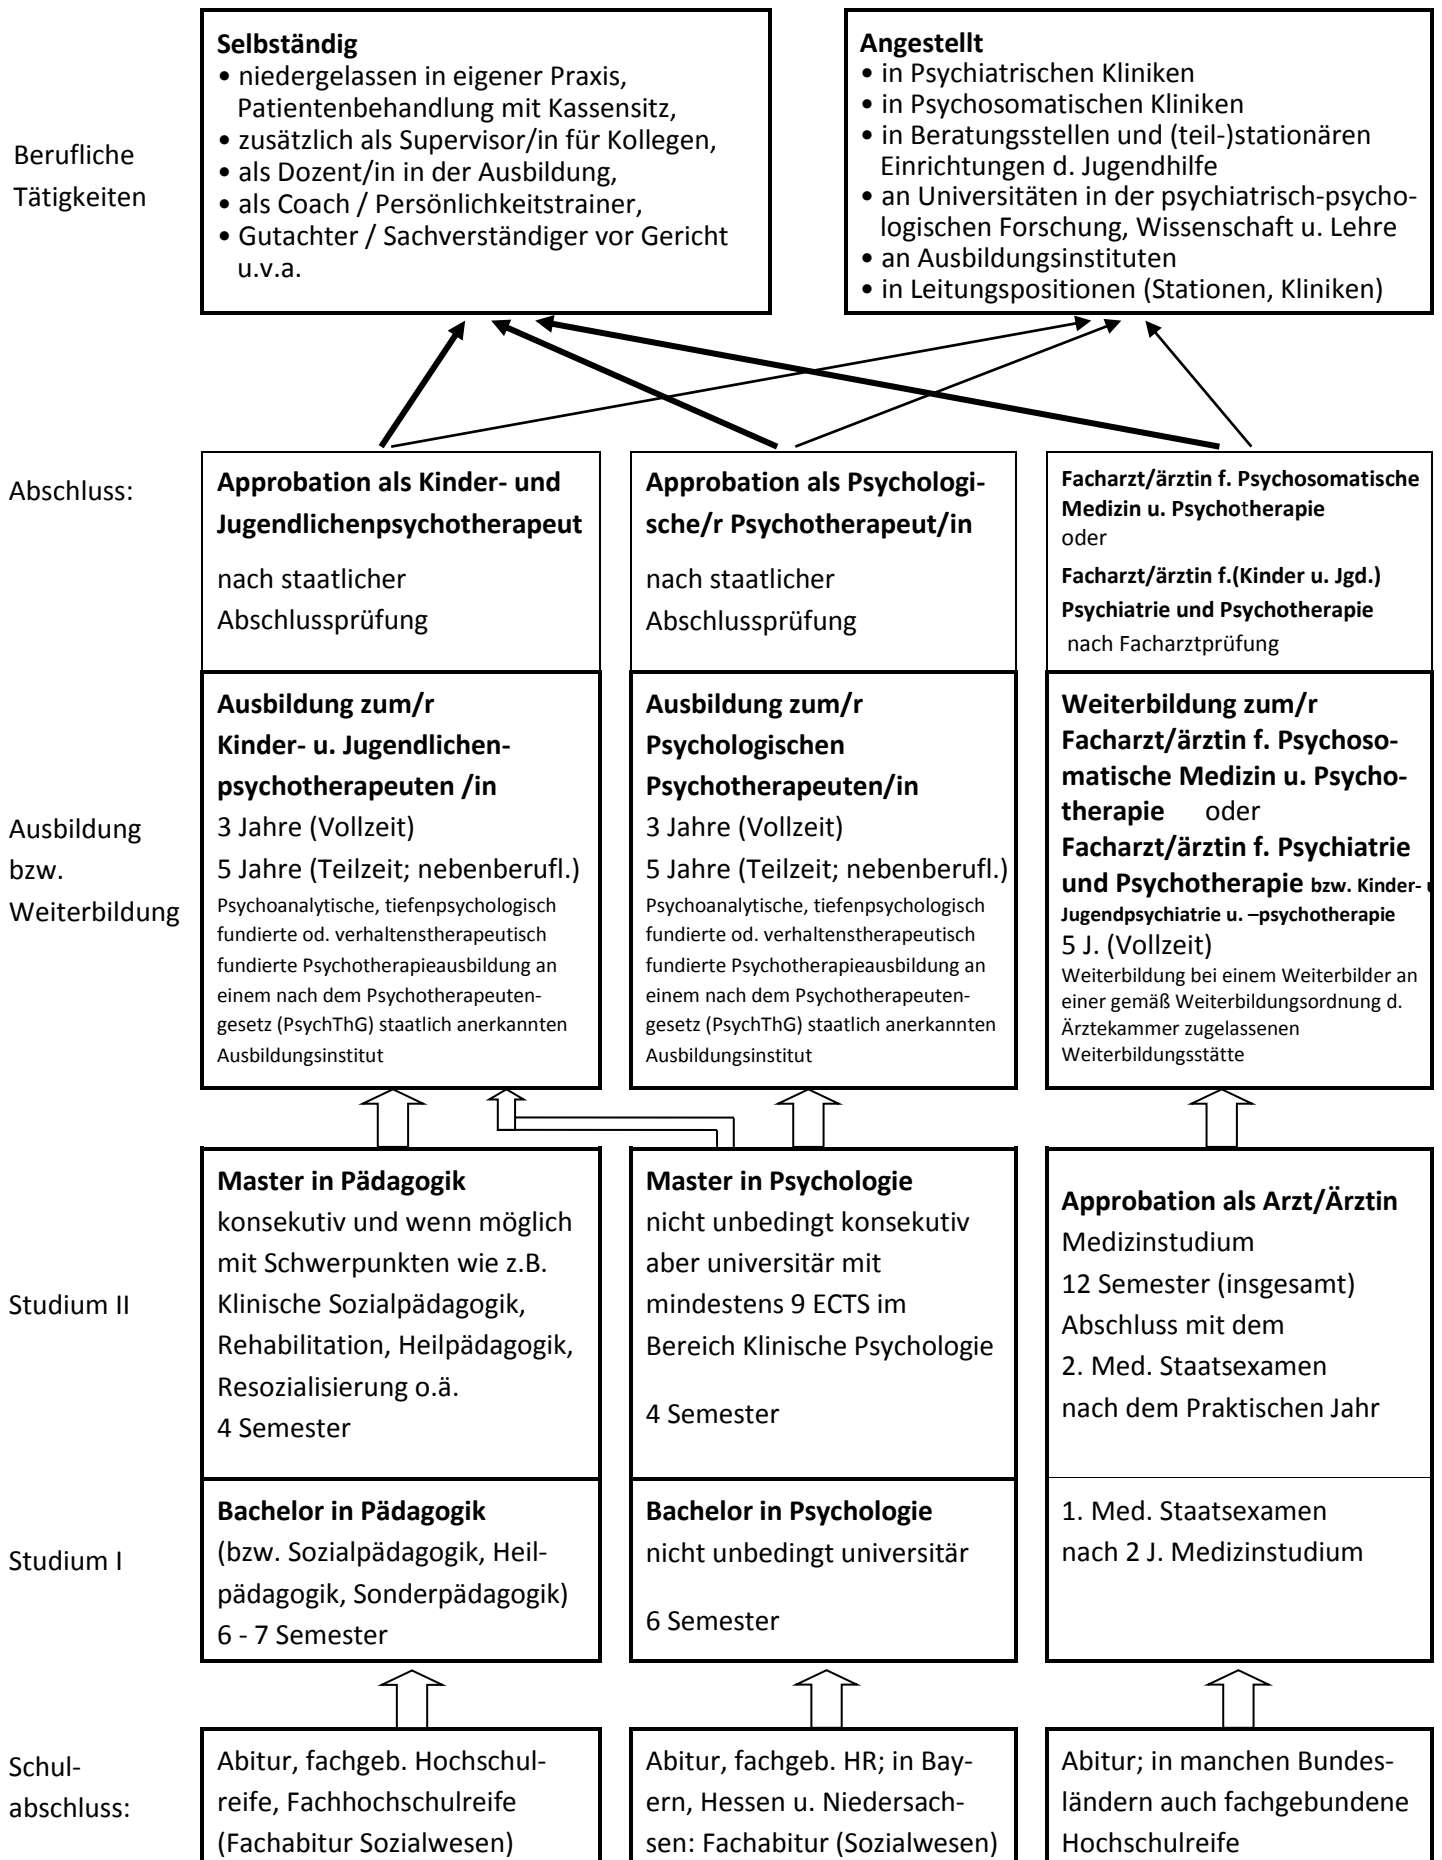 Selbständig
• niedergelassen in eigener Praxis,
Patientenbehandlung mit Kassensitz,
• zusätzlich als Supervisor/in für Kollegen,
• als Dozent/in in der Ausbildung,
• als Coach / Persönlichkeitstrainer,
• Gutachter / Sachverständiger vor Gericht
u.v.a.
Angestellt
• in Psychiatrischen Kliniken
• in Psychosomatischen Kliniken
• in Beratungsstellen und (teil-)stationären
Einrichtungen d. Jugendhilfe
• an Universitäten in der psychiatrisch-psycho-
logischen Forschung, Wissenschaft u. Lehre
• an Ausbildungsinstituten
• in Leitungspositionen (Stationen, Kliniken)
Berufliche
Tätigkeiten
Abschluss:
Approbation als Kinder- und
Jugendlichenpsychotherapeut
nach staatlicher
Abschlussprüfung
Approbation als Psychologi-
sche/r Psychotherapeut/in
nach staatlicher
Abschlussprüfung
Facharzt/ärztin f. Psychosomatische
Medizin u. Psychotherapie
oder
Facharzt/ärztin f.(Kinder u. Jgd.)
Psychiatrie und Psychotherapie
nach Facharztprüfung
Ausbildung
bzw.
Weiterbildung
Ausbildung zum/r
Kinder- u. Jugendlichen-
psychotherapeuten /in
3 Jahre (Vollzeit)
5 Jahre (Teilzeit; nebenberufl.)
Psychoanalytische, tiefenpsychologisch
fundierte od. verhaltenstherapeutisch
fundierte Psychotherapieausbildung an
einem nach dem Psychotherapeuten-
gesetz (PsychThG) staatlich anerkannten
Ausbildungsinstitut
Ausbildung zum/r
Psychologischen
Psychotherapeuten/in
3 Jahre (Vollzeit)
5 Jahre (Teilzeit; nebenberufl.)
Psychoanalytische, tiefenpsychologisch
fundierte od. verhaltenstherapeutisch
fundierte Psychotherapieausbildung an
einem nach dem Psychotherapeuten-
gesetz (PsychThG) staatlich anerkannten
Ausbildungsinstitut
Weiterbildung zum/r
Facharzt/ärztin f. Psychoso-
matische Medizin u. Psycho-
therapie oder
Facharzt/ärztin f. Psychiatrie
und Psychotherapie bzw. Kinder-
Jugendpsychiatrie u. –psychotherapie
5 J. (Vollzeit)
Weiterbildung bei einem Weiterbilder an
einer gemäß Weiterbildungsordnung d.
Ärztekammer zugelassenen
Weiterbildungsstätte
Studium II
Master in Pädagogik
konsekutiv und wenn möglich
mit Schwerpunkten wie z.B.
Klinische Sozialpädagogik,
Rehabilitation, Heilpädagogik,
Resozialisierung o.ä.
4 Semester
Master in Psychologie
nicht unbedingt konsekutiv
aber universitär mit
mindestens 9 ECTS im
Bereich Klinische Psychologie
4 Semester
Approbation als Arzt/Ärztin
Medizinstudium
12 Semester (insgesamt)
Abschluss mit dem
2. Med. Staatsexamen
nach dem Praktischen Jahr
Studium I
Bachelor in Pädagogik
(bzw. Sozialpädagogik, Heil-
pädagogik, Sonderpädagogik)
6 - 7 Semester
Bachelor in Psychologie
nicht unbedingt universitär
6 Semester
1. Med. Staatsexamen
nach 2 J. Medizinstudium
Schul-
abschluss:
Abitur, fachgeb. Hochschul-
reife, Fachhochschulreife
(Fachabitur Sozialwesen)
Abitur, fachgeb. HR; in Bay-
ern, Hessen u. Niedersach-
sen: Fachabitur (Sozialwesen)
Abitur; in manchen Bundes-
ländern auch fachgebundene
Hochschulreife